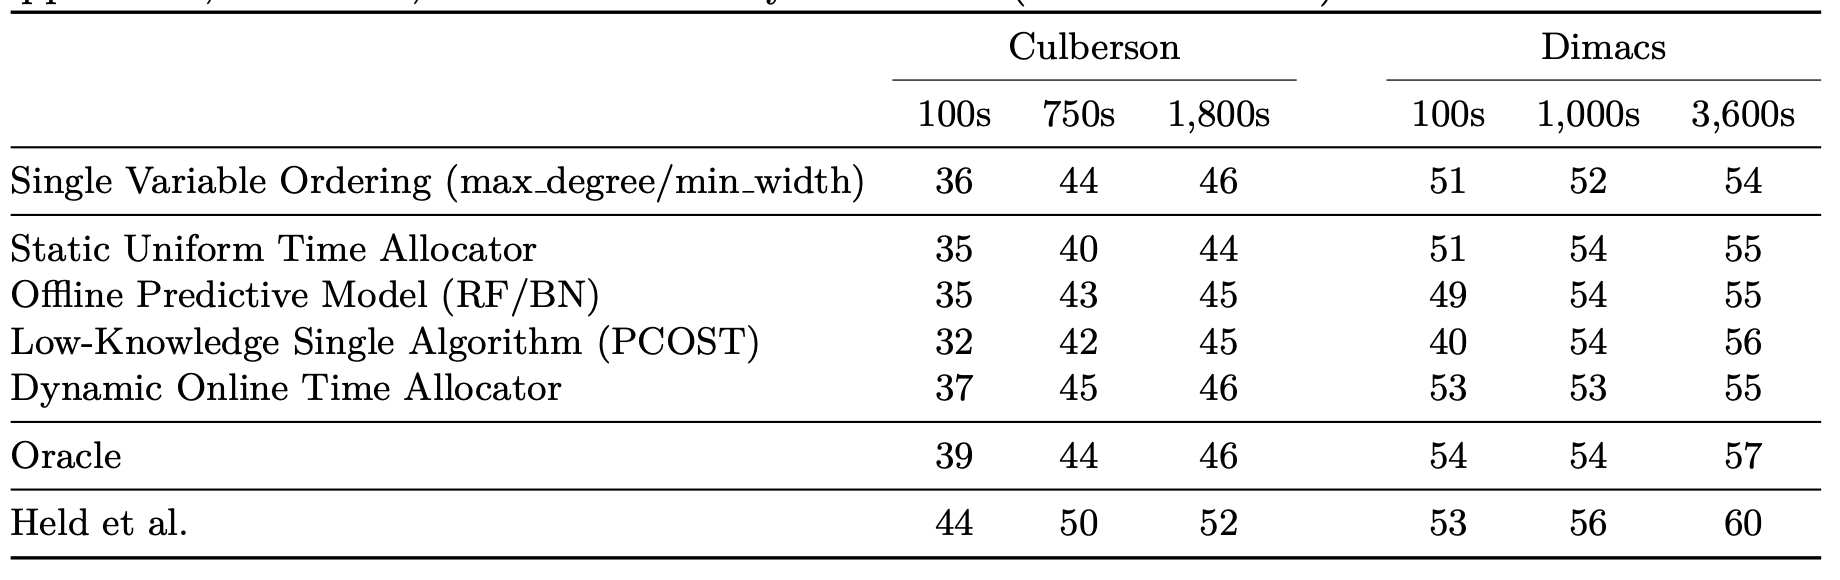 Culberson Dimacs
100s 750s 1,800s 100s 1,000s 3,600s
Single Variable Ordering (max_degree/min_width) 36 44 46 51 52 54
Static Uniform Time Allocator 35 40 44 51 54 55
Offline Predictive Model (RF/BN) 35 43 45 49 54 55
Low-Knowledge Single Algorithm (PCOST) 32 42 45 40 54 56
Dynamic Online Time Allocator 37 45 46 53 53 55
Oracle 39 44 46 54 54 57
Held et al. 44 50 52 53 56 60